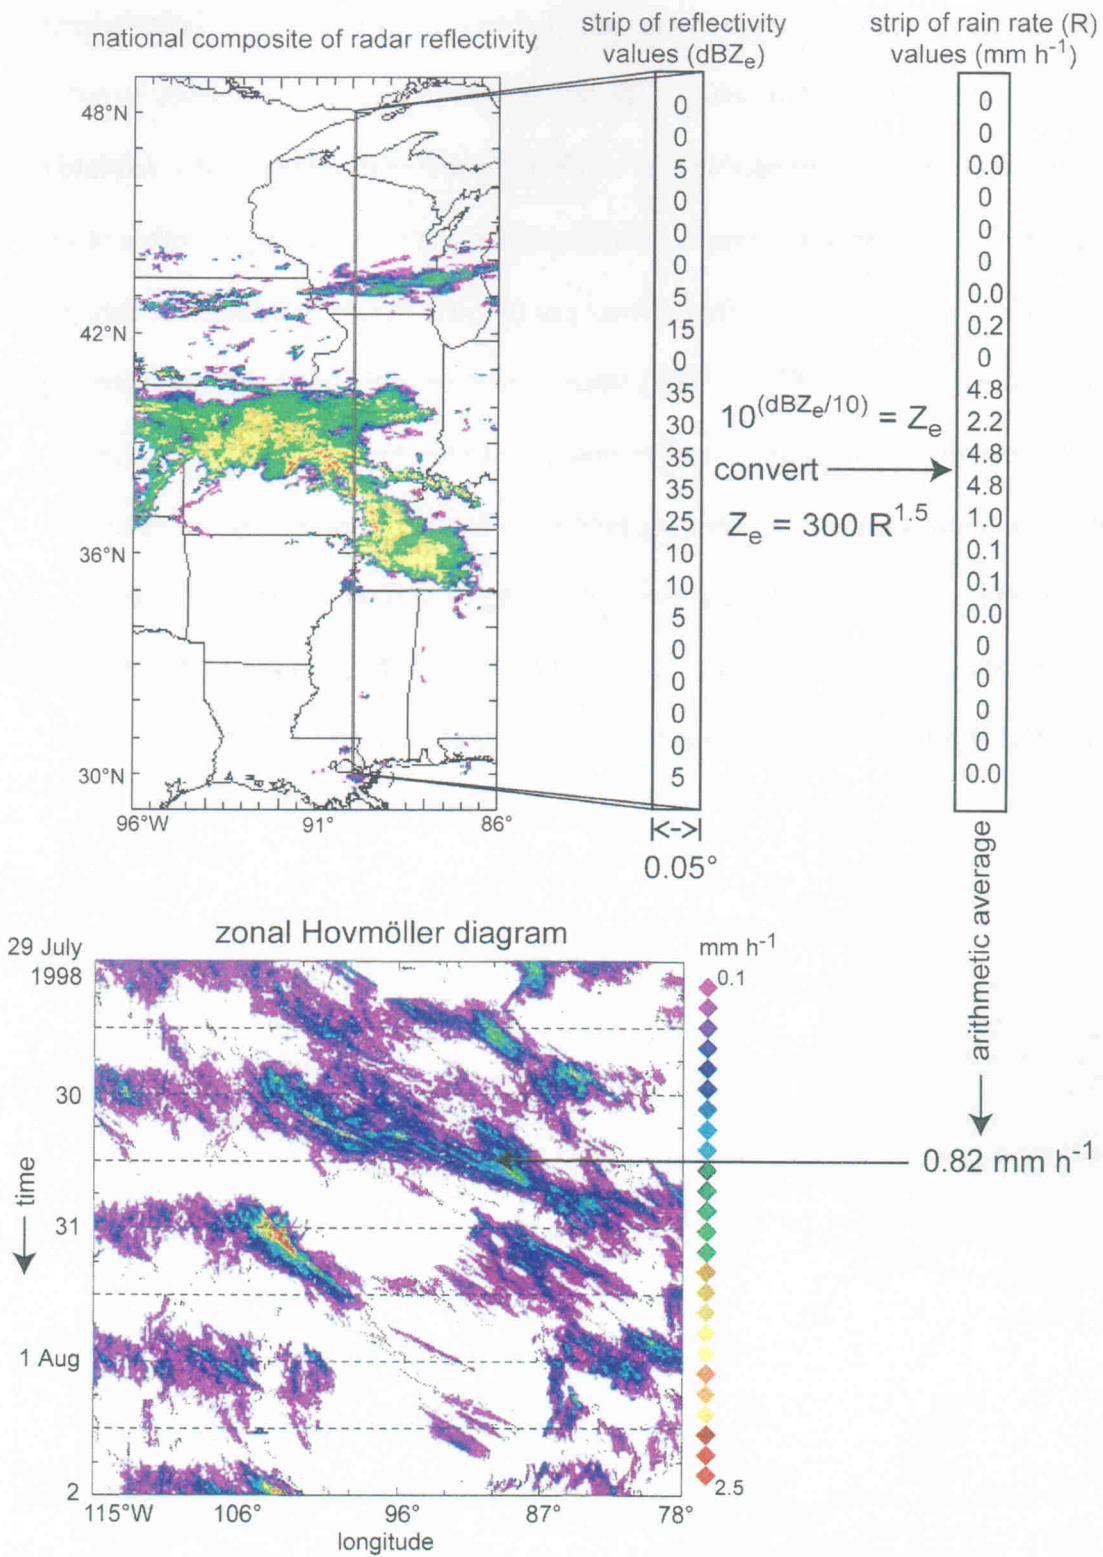 national composite of radar reflectivity
strip of reflectivity
values (dBZe)
strip of rain rate (R)
values (mm h-1)
48°N
42°N
36°N
30°N
96°W
91°
86°
0
0
5
0
0
0
5
15
0
35
30
35
35
25
10
10
5
0
0
0
0
5
|<->|
0.05°
10(dBZe/10) = Ze
convert
Ze = 300 R1.5
0
0
0.0
0
0
0
0.0
0.2
0
4.8
2.2
4.8
4.8
1.0
0.1
0.1
0.0
0
0
0
0
0.0
arithmetic average
0.82 mm h-1
zonal Hovmöller diagram
29 July
1998
30
31
1 Aug
2
time
115°W
106°
96°
87°
78°
longitude
mm h-1
0.1
2.5